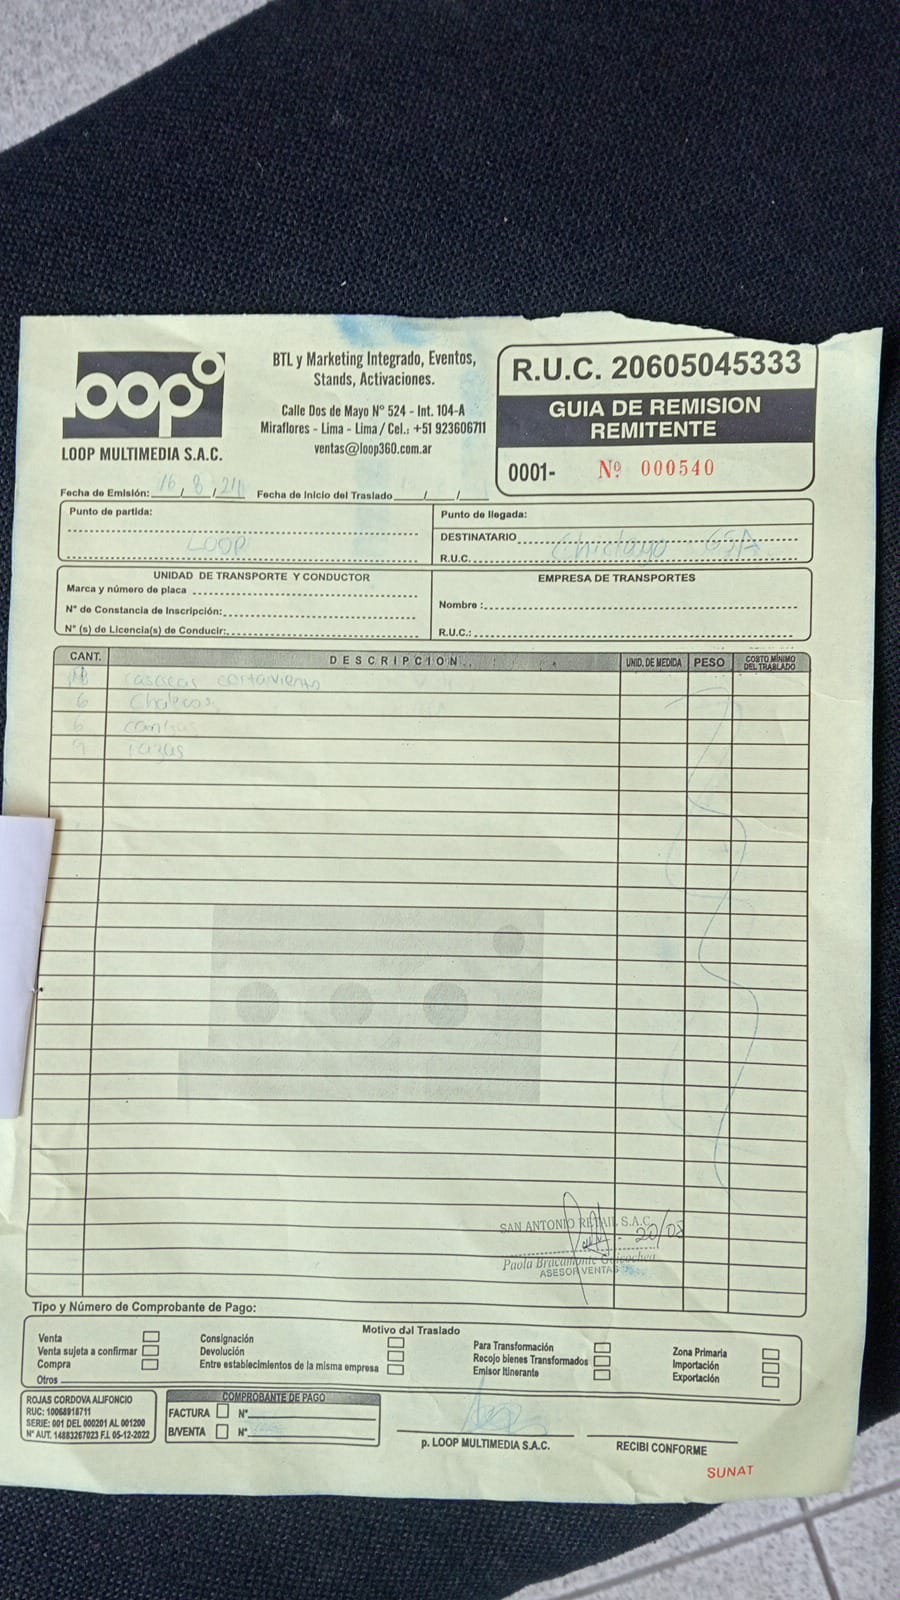 loop
LOOP MULTIMEDIA S.A.C.
BTL y Marketing Integrado, Eventos,
Stands, Activaciones.
Calle Dos de Mayo N° 524 - Int. 104-A
Miraflores - Lima - Lima / Cel.: +51 923606711
ventas@loop360.com.ar
R.U.C. 20605045333
GUIA DE REMISION
REMITENTE
0001- Nº 000540
Fecha de Emisión: 16 / 8 / 24 Fecha de Inicio del Traslado / /
Punto de partida:
LOOP
Punto de llegada:
DESTINATARIO
R.U.C. Chiclayo GSA
UNIDAD DE TRANSPORTE Y CONDUCTOR
Marca y número de placa
N° de Constancia de Inscripción:
N° (s) de Licencia(s) de Conducir:
EMPRESA DE TRANSPORTES
Nombre :
R.U.C.:
CANT. DESCRIPCION UNID. DE MEDIDA PESO COSTO MÍNIMO DEL TRASLADO
casacas cortaviento
6 Chalecos
6
tazas
SAN ANTONIO RETAIL S.A.C.
20/08
Paola Bracamonte Goicochea
ASESOR VENTAS
Tipo y Número de Comprobante de Pago:
Motivo del Traslado
Venta
Venta sujeta a confirmar
Compra
Otros
Consignación
Devolución
Entre establecimientos de la misma empresa
Para Transformación
Recojo bienes Transformados
Emisor Itinerante
Zona Primaria
Importación
Exportación
ROJAS CORDOVA ALIFONCIO
RUC: 10068918711
SERIE: 001 DEL 000201 AL 001200
N° AUT. 14883267023 F.I. 05-12-2022
COMPROBANTE DE PAGO
FACTURA N°
B/VENTA N°
p. LOOP MULTIMEDIA S.A.C.
RECIBI CONFORME
SUNAT